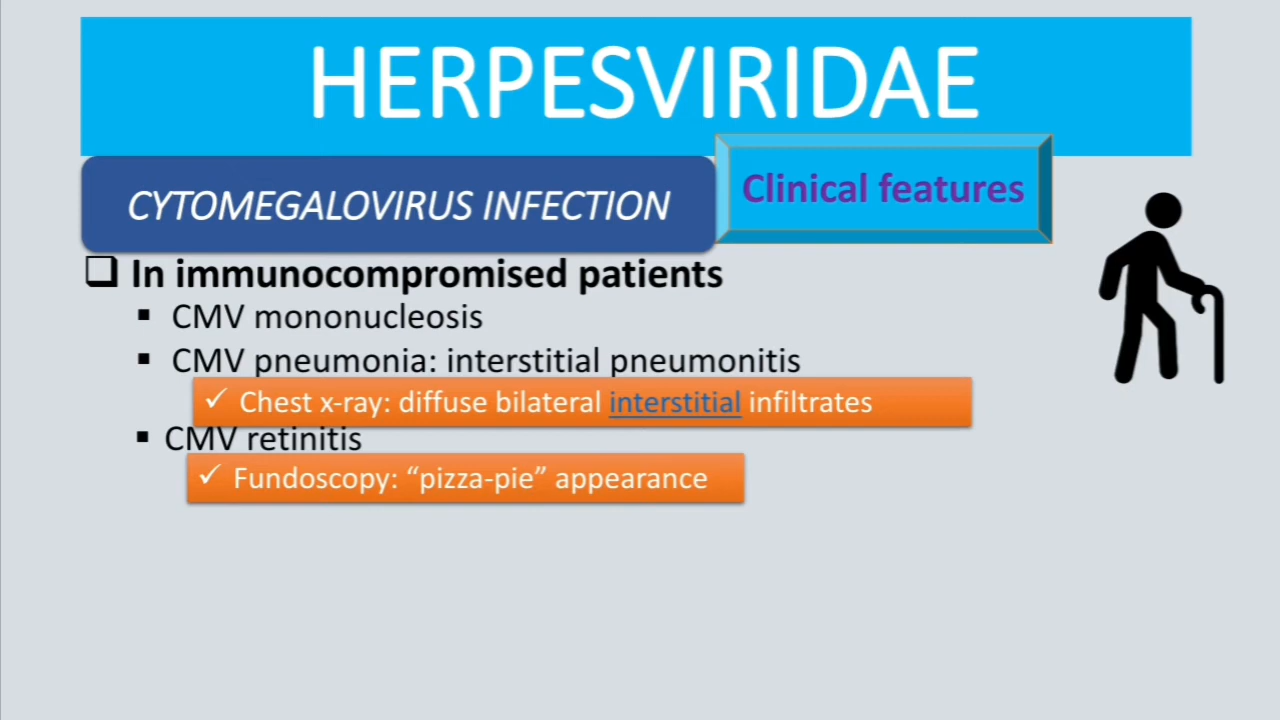 HERPESVIRIDAE
CYTOMEGALOVIRUS INFECTION
Clinical features
❑ In immunocompromised patients
▪ CMV mononucleosis
▪ CMV pneumonia: interstitial pneumonitis
✓ Chest x-ray: diffuse bilateral interstitial infiltrates
▪ CMV retinitis
✓ Fundoscopy: “pizza-pie” appearance